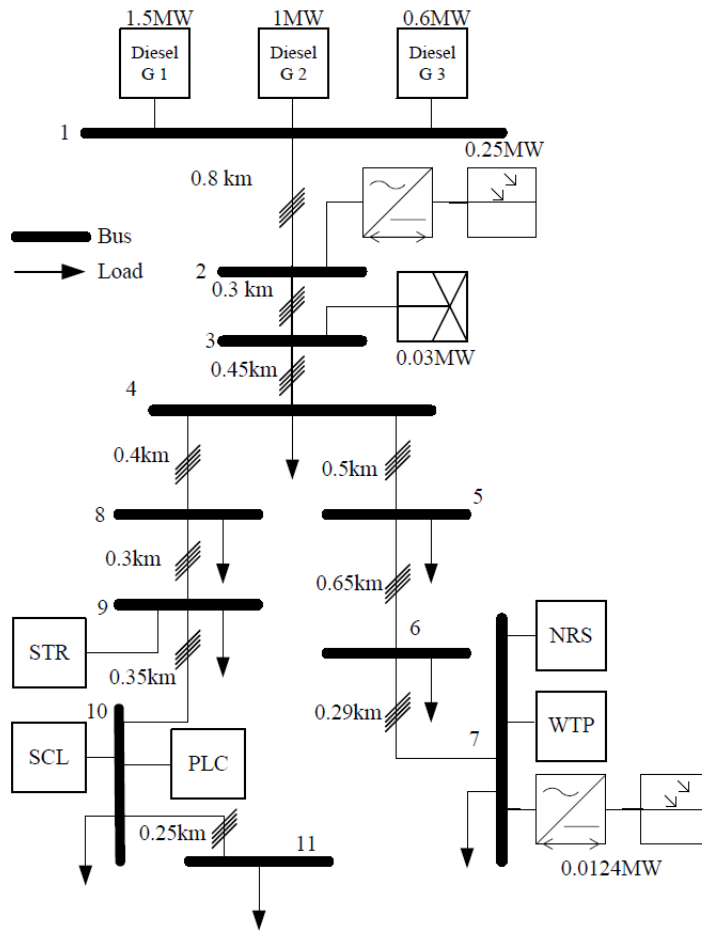 1.5MW
1MW
0.6MW
Diesel
G 1
Diesel
G 2
Diesel
G 3
1
0.25MW
0.8 km
Bus
Load
2
0.3 km
3
0.03MW
0.45km
4
0.4km
0.5km
8
5
0.3km
0.65km
9
6
STR
0.35km
NRS
10
0.29km
7
WTP
SCL
PLC
0.25km
11
0.0124MW